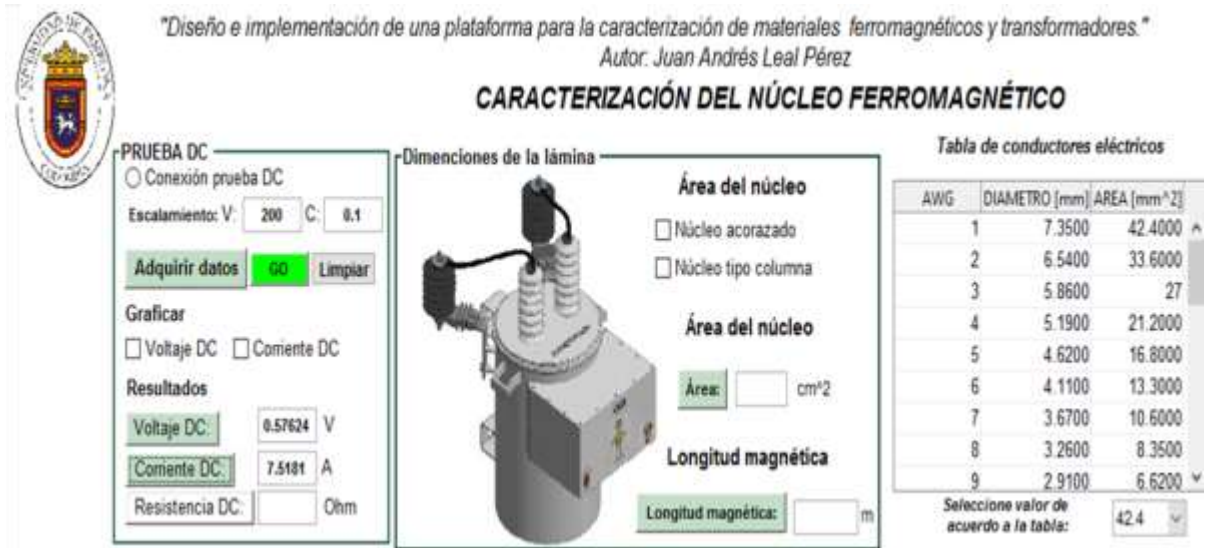 "Diseño e implementación de una plataforma para la caracterización de materiales ferromagnéticos y transformadores."
Autor: Juan Andrés Leal Pérez
CARACTERIZACIÓN DEL NÚCLEO FERROMAGNÉTICO
PRUEBA DC
Conexión prueba DC
Escalamiento: V: 200 C: 0.1
Adquirir datos GO Limpiar
Graficar
Voltaje DC Corriente DC
Resultados
Voltaje DC: 0.57624 V
Corriente DC: 7.5181 A
Resistencia DC: Ohm
Dimenciones de la lámina
Área del núcleo
Núcleo acorazado
Núcleo tipo columna
Área del núcleo
Área: cm^2
Longitud magnética
Longitud magnética: m
Tabla de conductores eléctricos
AWG DIAMETRO [mm] AREA [mm^2]
1 7.3500 42.4000
2 6.5400 33.6000
3 5.8600 27
4 5.1900 21.2000
5 4.6200 16.8000
6 4.1100 13.3000
7 3.6700 10.6000
8 3.2600 8.3500
9 2.9100 6.6200
Seleccione valor de
acuerdo a la tabla: 42.4